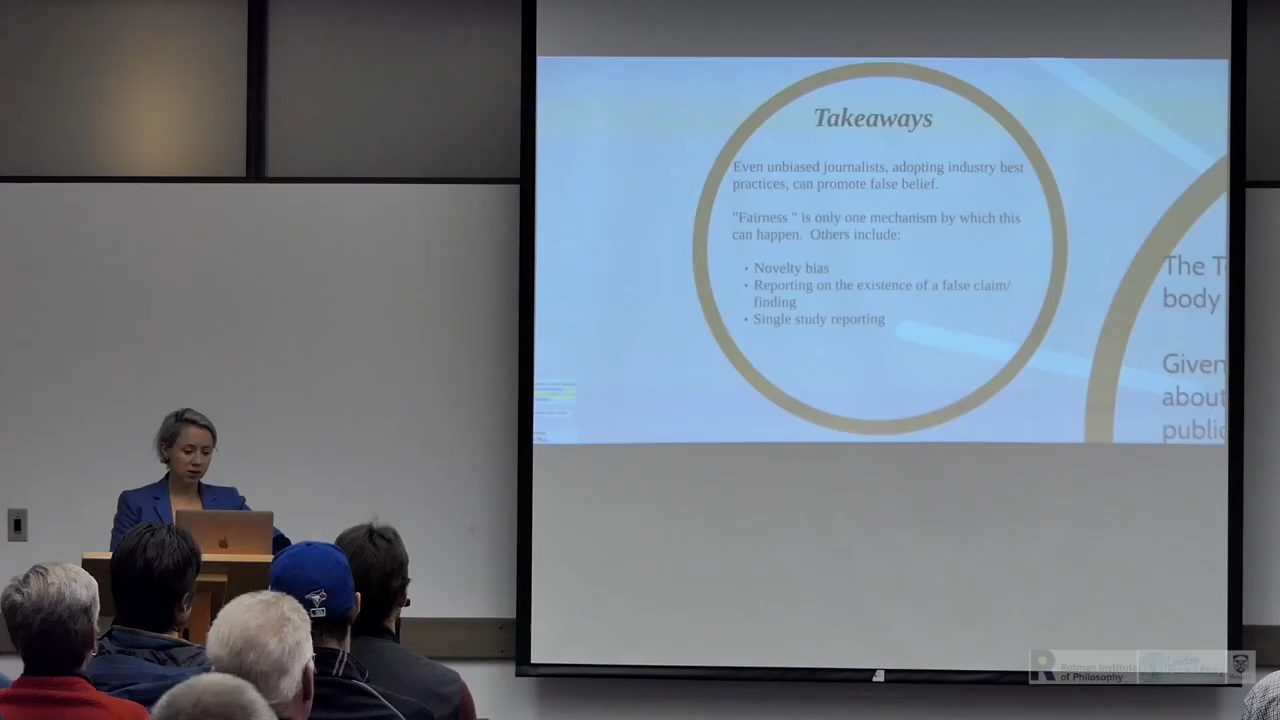 Takeaways
Even unbiased journalists, adopting industry best
practices, can promote false belief.
"Fairness " is only one mechanism by which this
can happen.  Others include:
• Novelty bias
• Reporting on the existence of a false claim/
finding
• Single study reporting
The
body
Given
about
public
R
Rotman Institute
of Philosophy